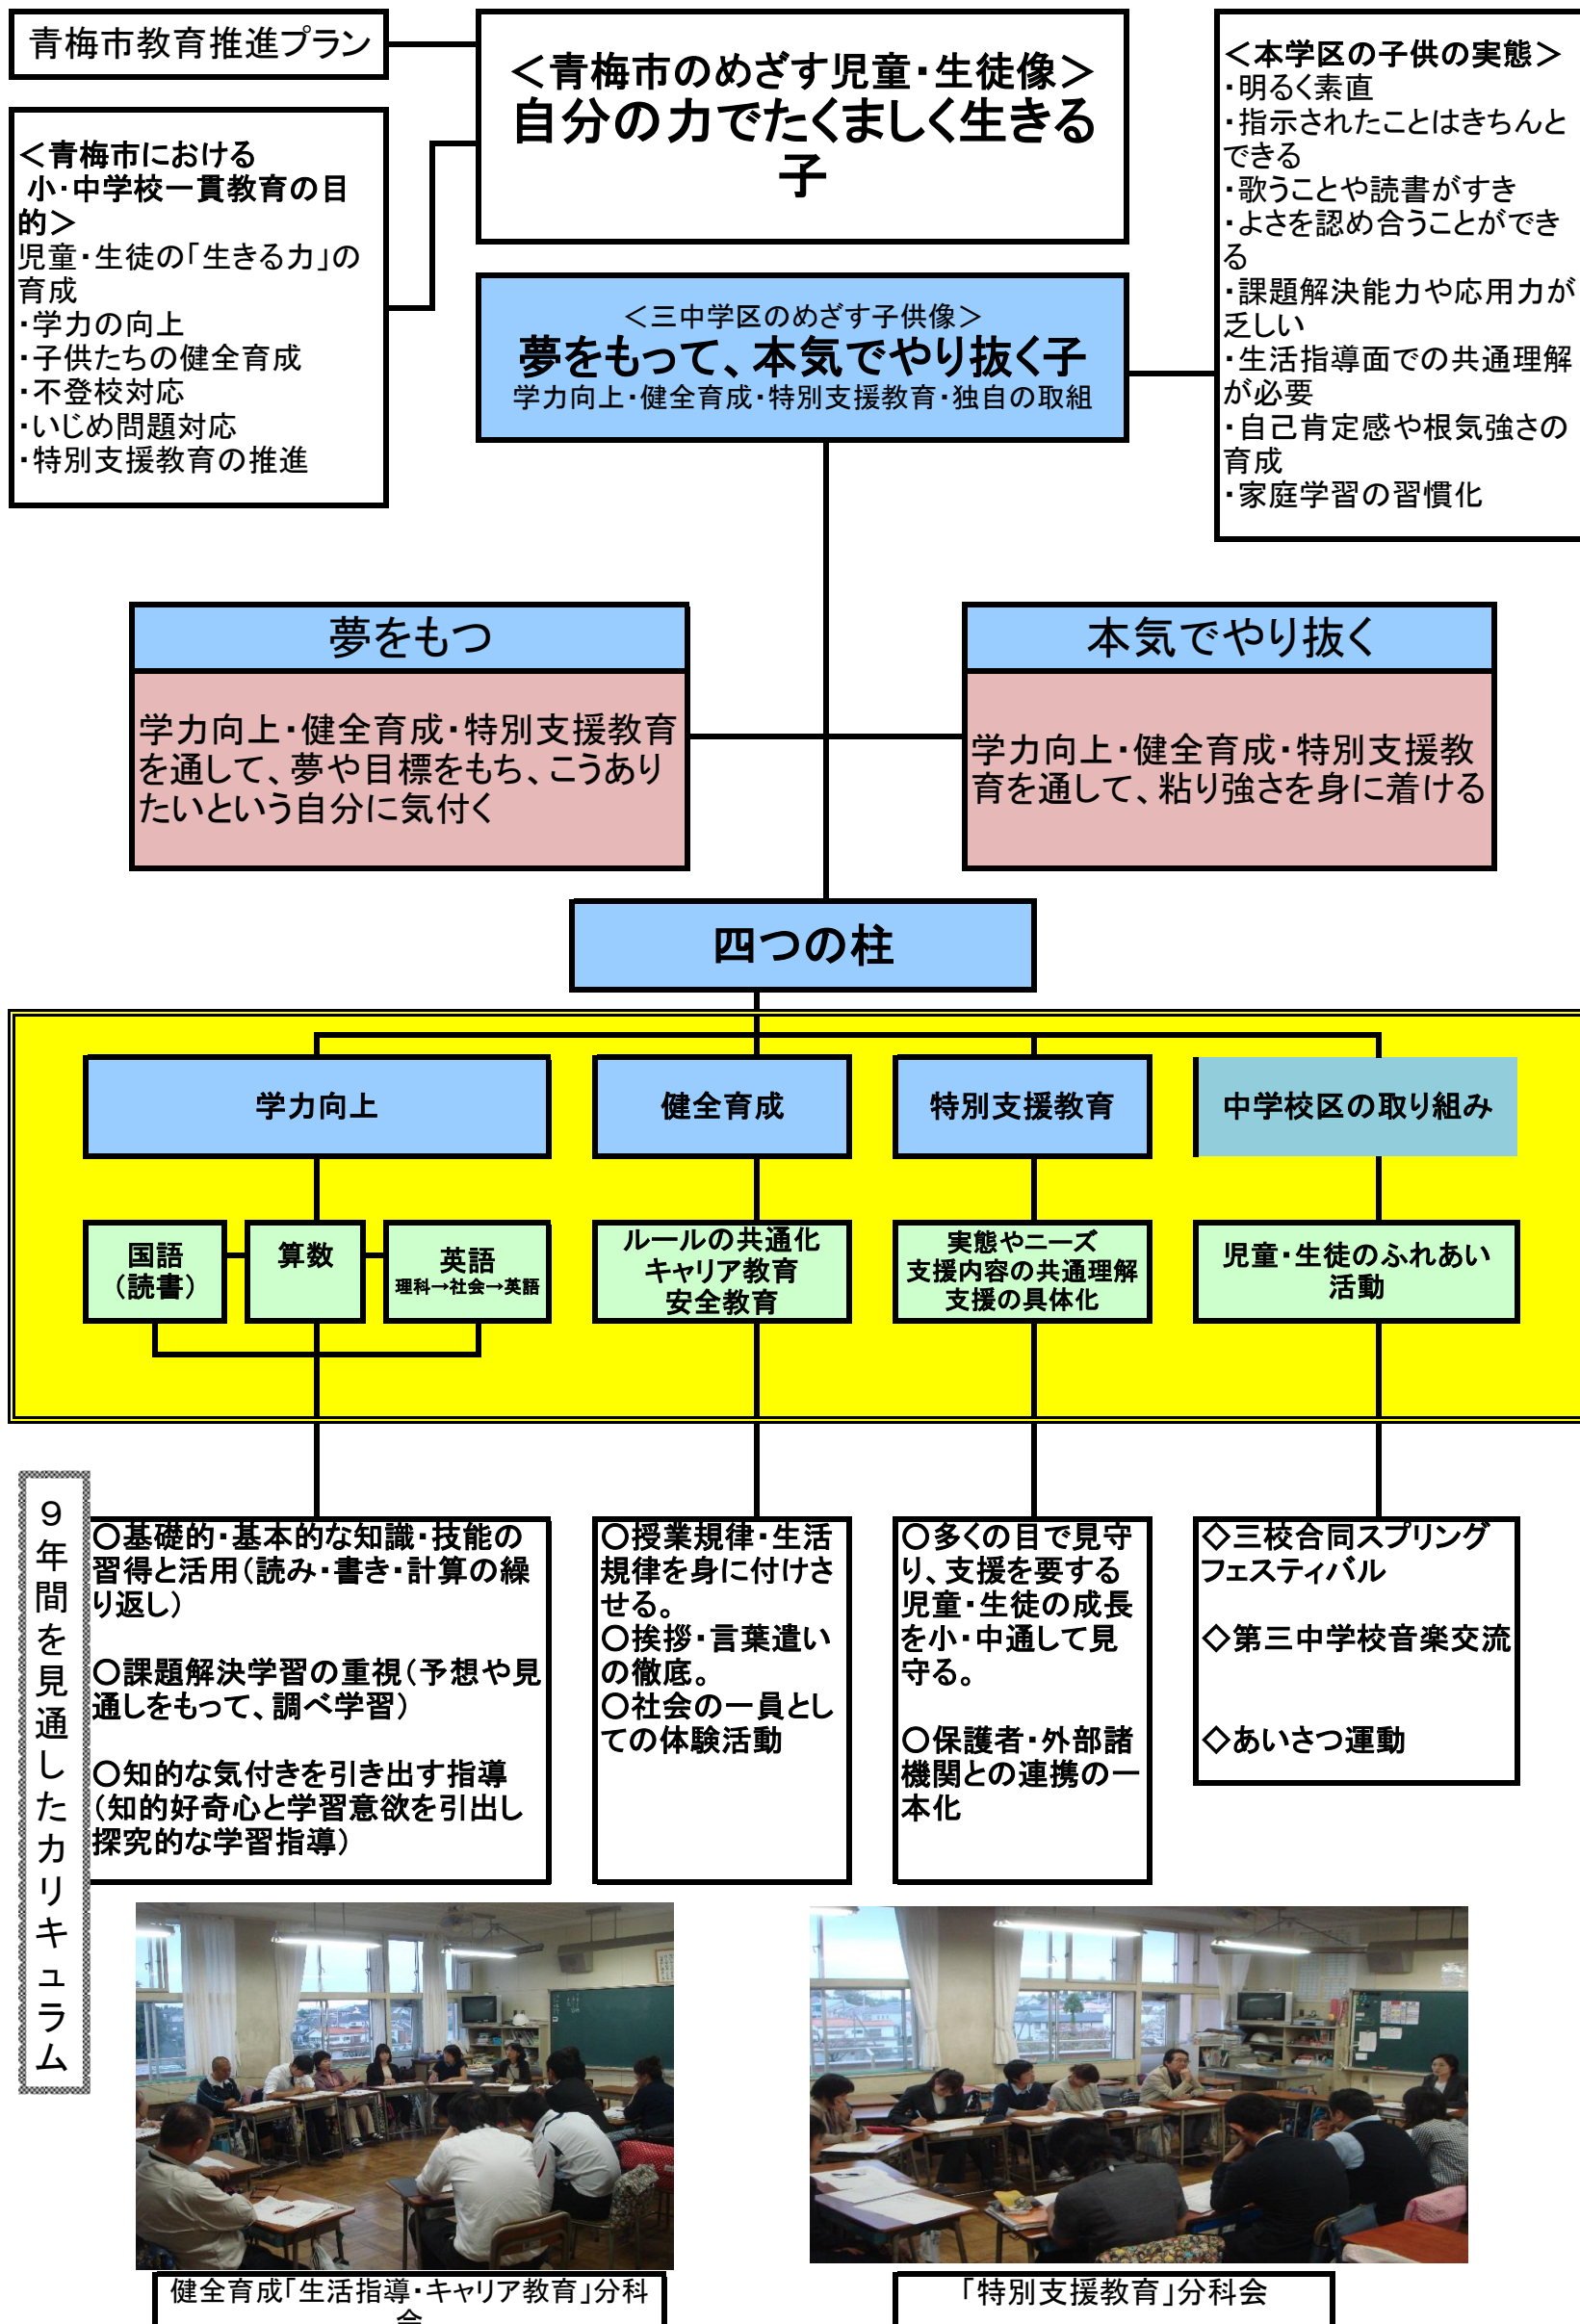 青梅市教育推進プラン
＜青梅市のめざす児童・生徒像＞
自分の力でたくましく生きる
子
＜青梅市における
小・中学校一貫教育の目
的＞
児童・生徒の「生きる力」の
育成
・学力の向上
・子供たちの健全育成
・不登校対応
・いじめ問題対応
・特別支援教育の推進
＜三中学区のめざす子供像＞
夢をもって、本気でやり抜く子
学力向上・健全育成・特別支援教育・独自の取組
＜本学区の子供の実態＞
・明るく素直
・指示されたことはきちんと
できる
・歌うことや読書がすき
・よさを認め合うことができ
る
・課題解決能力や応用力が
乏しい
・生活指導面での共通理解
が必要
・自己肯定感や根気強さの
育成
・家庭学習の習慣化
夢をもつ
学力向上・健全育成・特別支援教育
を通して、夢や目標をもち、こうあり
たいという自分に気付く
本気でやり抜く
学力向上・健全育成・特別支援教
育を通して、粘り強さを身に着ける
四つの柱
学力向上
健全育成
特別支援教育
中学校区の取り組み
国語
（読書）
算数
英語
理科→社会→英語
ルールの共通化
キャリア教育
安全教育
実態やニーズ
支援内容の共通理解
支援の具体化
児童・生徒のふれあい
活動
９年間を見通したカリキュラム
○基礎的・基本的な知識・技能の
習得と活用（読み・書き・計算の繰
り返し）
○課題解決学習の重視（予想や見
通しをもって、調べ学習）
○知的な気付きを引き出す指導
（知的好奇心と学習意欲を引出し
探究的な学習指導）
○授業規律・生活
規律を身に付けさ
せる。
○挨拶・言葉遣い
の徹底。
○社会の一員とし
ての体験活動
○多くの目で見守
り、支援を要する
児童・生徒の成長
を小・中通して見
守る。
○保護者・外部諸
機関との連携の一
本化
◇三校合同スプリング
フェスティバル
◇第三中学校音楽交流
◇あいさつ運動
健全育成「生活指導・キャリア教育」分科
会
「特別支援教育」分科会